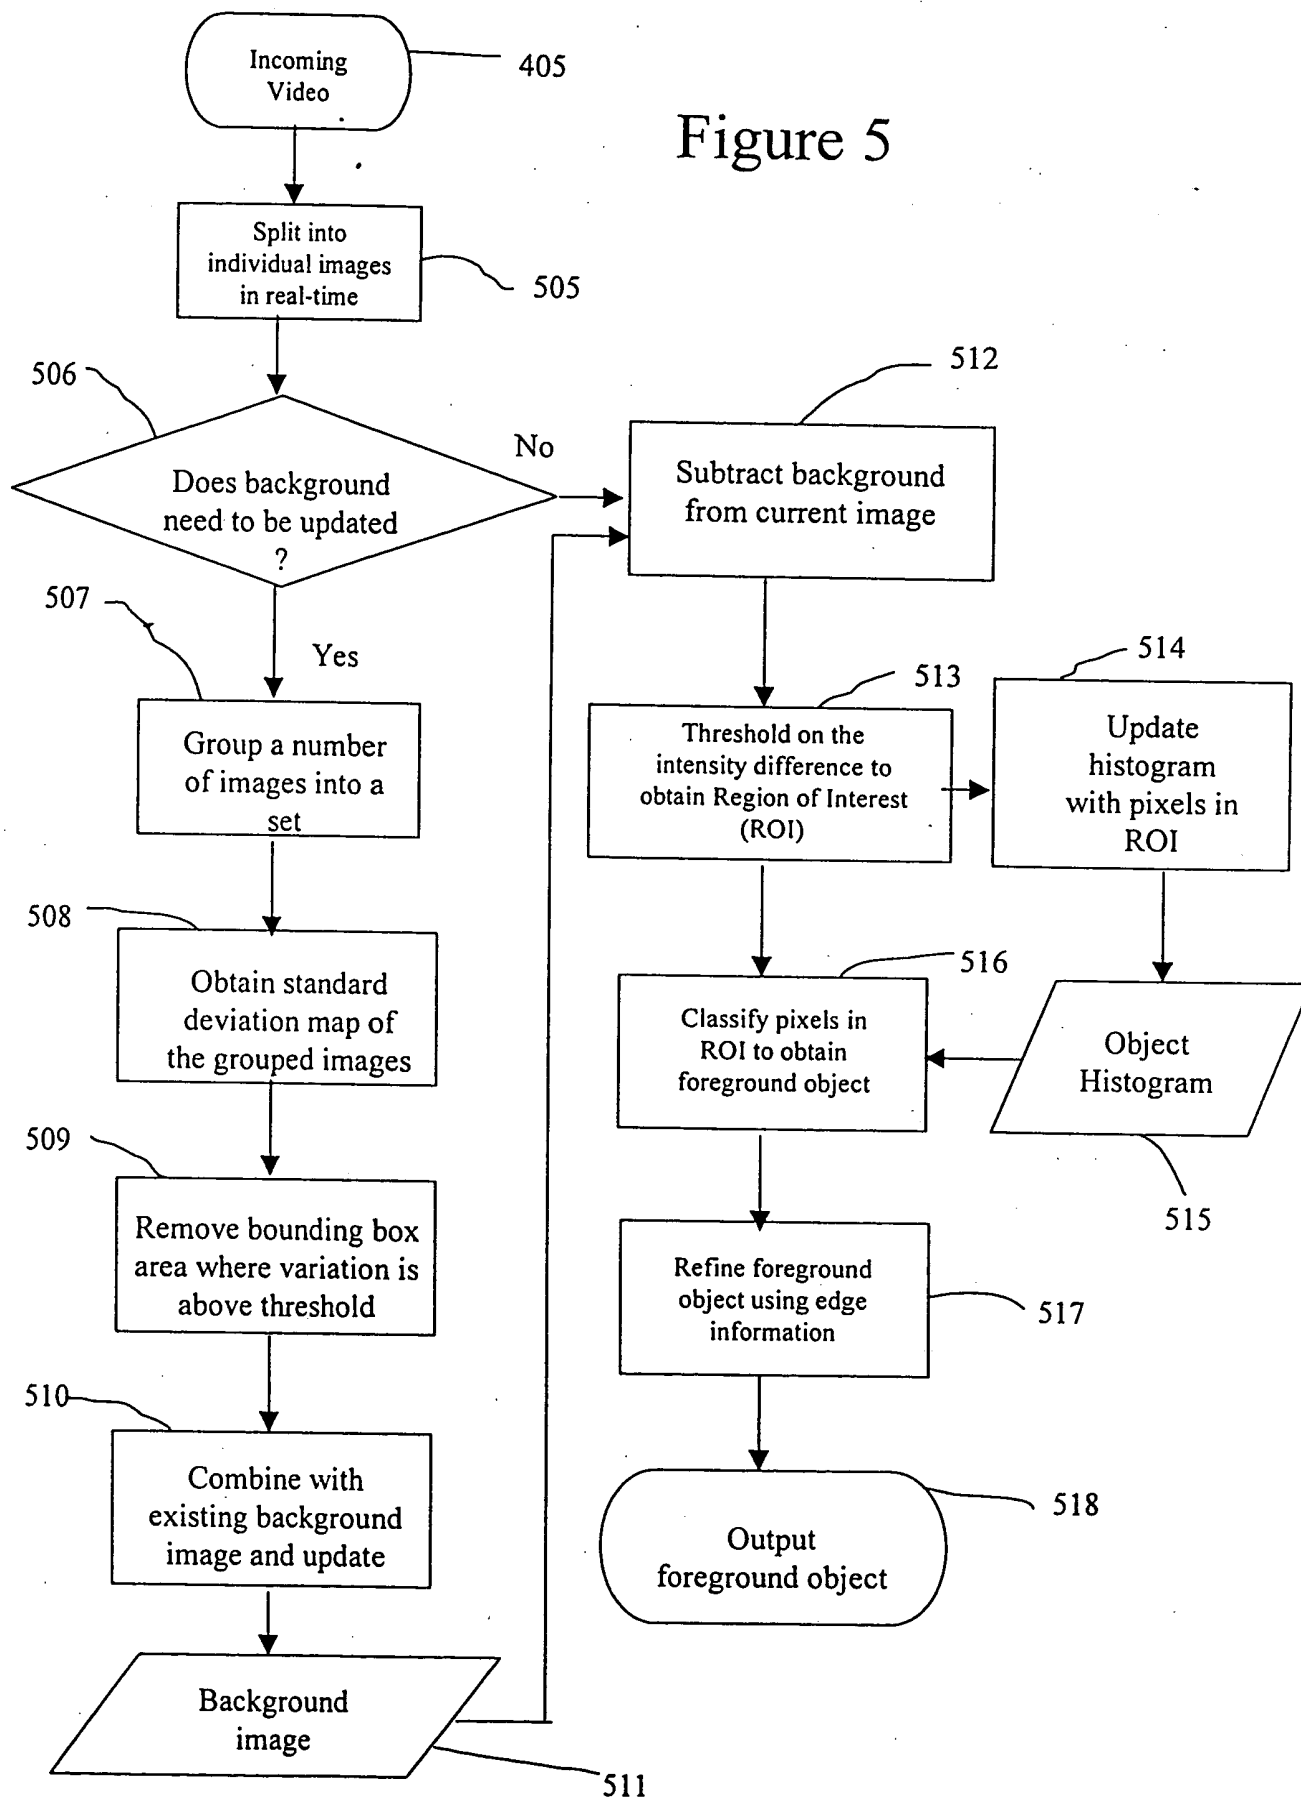 Incoming
Video
405
Figure 5
Split into
individual images
in real-time
505
506
Does background
need to be updated
?
No
Yes
507
Group a number
of images into a
set
508
Obtain standard
deviation map of
the grouped images
509
Remove bounding box
area where variation is
above threshold
510
Combine with
existing background
image and update
Background
image
511
512
Subtract background
from current image
513
Threshold on the
intensity difference to
obtain Region of Interest
(ROI)
514
Update
histogram
with pixels in
ROI
Object
Histogram
515
516
Classify pixels in
ROI to obtain
foreground object
Refine foreground
object using edge
information
517
Output
foreground object
518